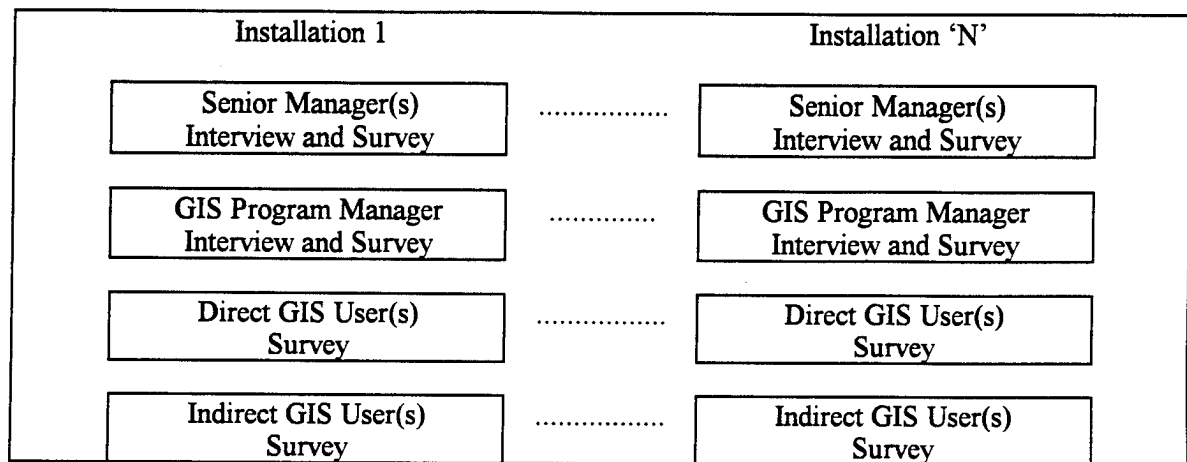 Installation 1 Installation ‘N’
Senior Manager(s) ................. Senior Manager(s)
Interview and Survey Interview and Survey
GIS Program Manager .............. GIS Program Manager
Interview and Survey Interview and Survey
Direct GIS User(s) ................. Direct GIS User(s)
Survey Survey
Indirect GIS User(s) ................. Indirect GIS User(s)
Survey Survey